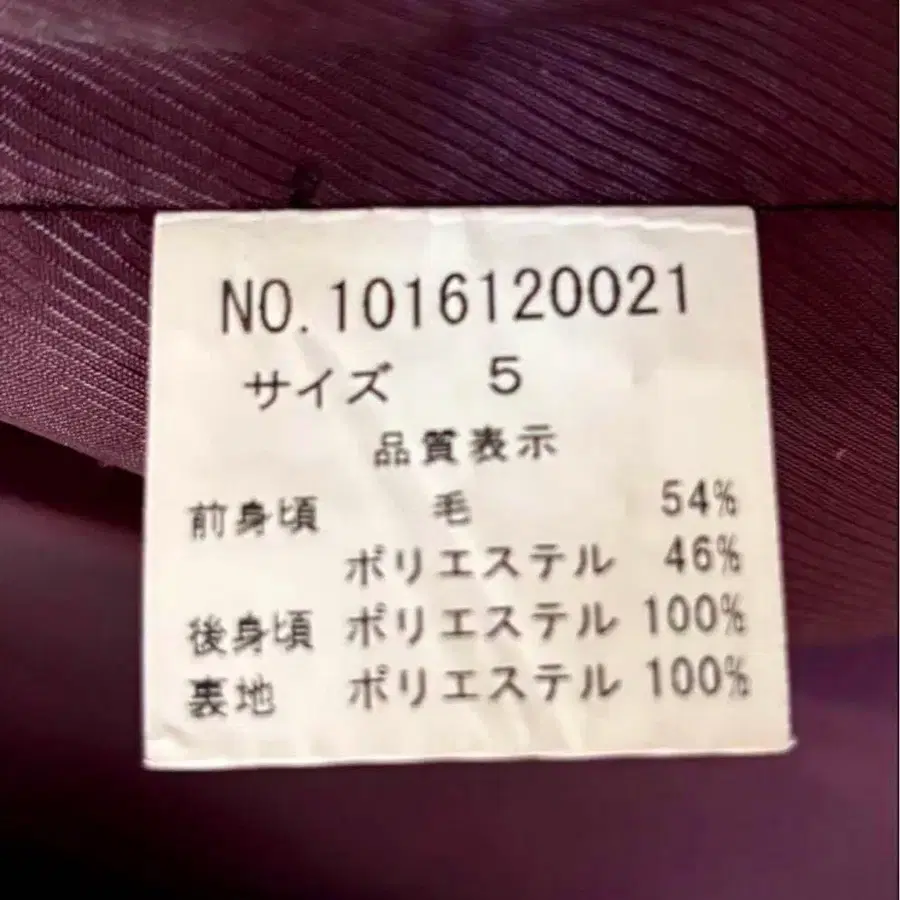 NO.1016120021
サイズ 5
品質表示
前身頃 毛 54%
ポリエステル 46%
後身頃 ポリエステル 100%
裏地 ポリエステル 100%